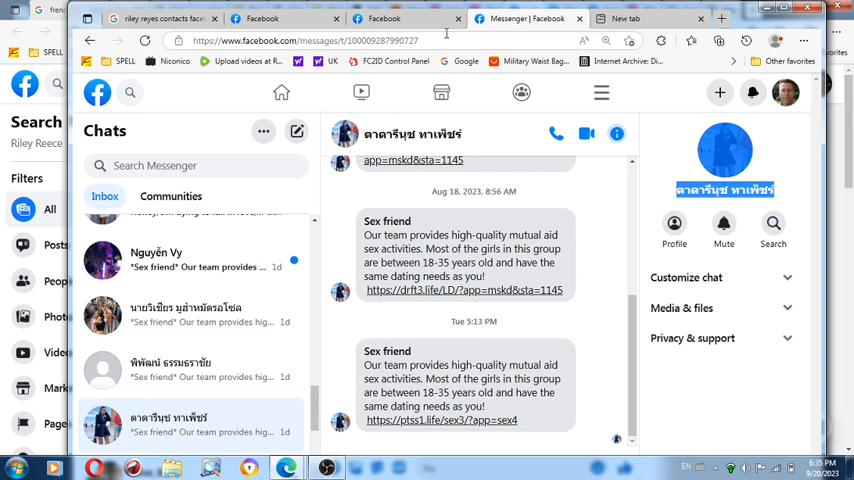 riley reyes contacts facel
Facebook
Facebook
Messenger | Facebook
New tab
https://www.facebook.com/messages/t/100009287990727
SPELL
Niconico
Upload videos at R...
UK
FC2ID Control Panel
Google
Military Waist Bag...
Internet Archive: Di...
Other favorites
SPELL
Search
Riley Reece
Filters
All
Posts
Peop
Photo
Vide
Mark
Page
Chats
Search Messenger
Inbox
Communities
Nguyễn Vy
*Sex friend* Our team provides ... 1d
นายวิเชียร มูฮำหมัดรอโซล
*Sex friend* Our team provides hig... 1d
พิพัฒน์ ธรรมธราชัย
*Sex friend* Our team provides hig... 1d
ดาดารีนุช ทาเพ็ชร์
*Sex friend* Our team provides hig... 1d
ดาดารีนุช ทาเพ็ชร์
app=mskd&sta=1145
Aug 18, 2023, 8:56 AM
Sex friend
Our team provides high-quality mutual aid
sex activities. Most of the girls in this group
are between 18-35 years old and have the
same dating needs as you!
https://drft3.life/LD/?app=mskd&sta=1145
Tue 5:13 PM
Sex friend
Our team provides high-quality mutual aid
sex activities. Most of the girls in this group
are between 18-35 years old and have the
same dating needs as you!
https://ptss1.life/sex3/?app=sex4
Aa
ดาดารีนุช ทาเพ็ชร์
Profile
Mute
Search
Customize chat
Media & files
Privacy & support
EN
6:35 PM
9/20/2023